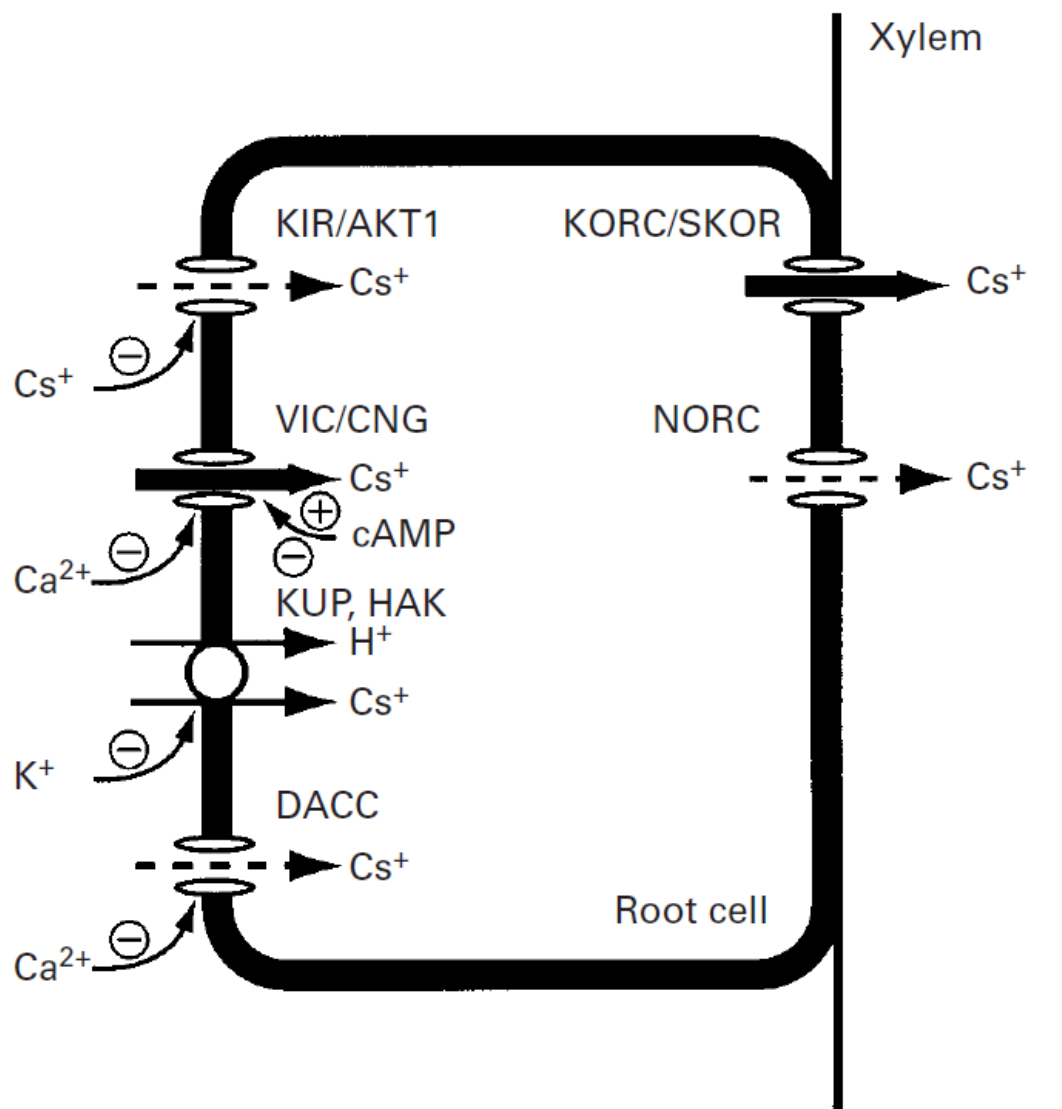 Xylem
KIR/AKT1
KORC/SKOR
Cs⁺
Cs⁺
⊖
Cs⁺
VIC/CNG
NORC
Cs⁺
Cs⁺
⊕
cAMP
⊖
⊖
Ca²⁺
KUP, HAK
H⁺
Cs⁺
⊖
K⁺
DACC
Cs⁺
Root cell
⊖
Ca²⁺